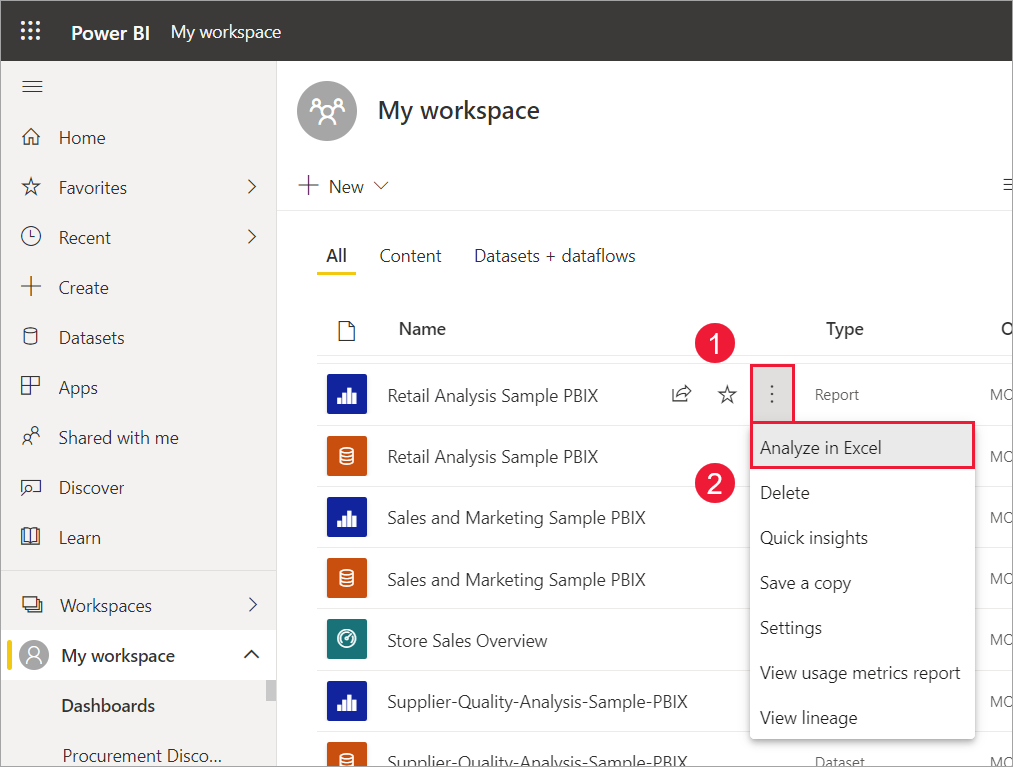 Power BI My workspace
My workspace
New
Home
Favorites
Recent
Create
Datasets
Apps
Shared with me
Discover
Learn
Workspaces
My workspace
Dashboards
Procurement Disco...
All Content Datasets + dataflows
Name Type
1
Retail Analysis Sample PBIX Report MO
Retail Analysis Sample PBIX MO
2
Sales and Marketing Sample PBIX MO
Sales and Marketing Sample PBIX MO
Store Sales Overview MO
Supplier-Quality-Analysis-Sample-PBIX MO
Supplier-Quality-Analysis-Sample-PBIX Dataset MO
Analyze in Excel
Delete
Quick insights
Save a copy
Settings
View usage metrics report
View lineage